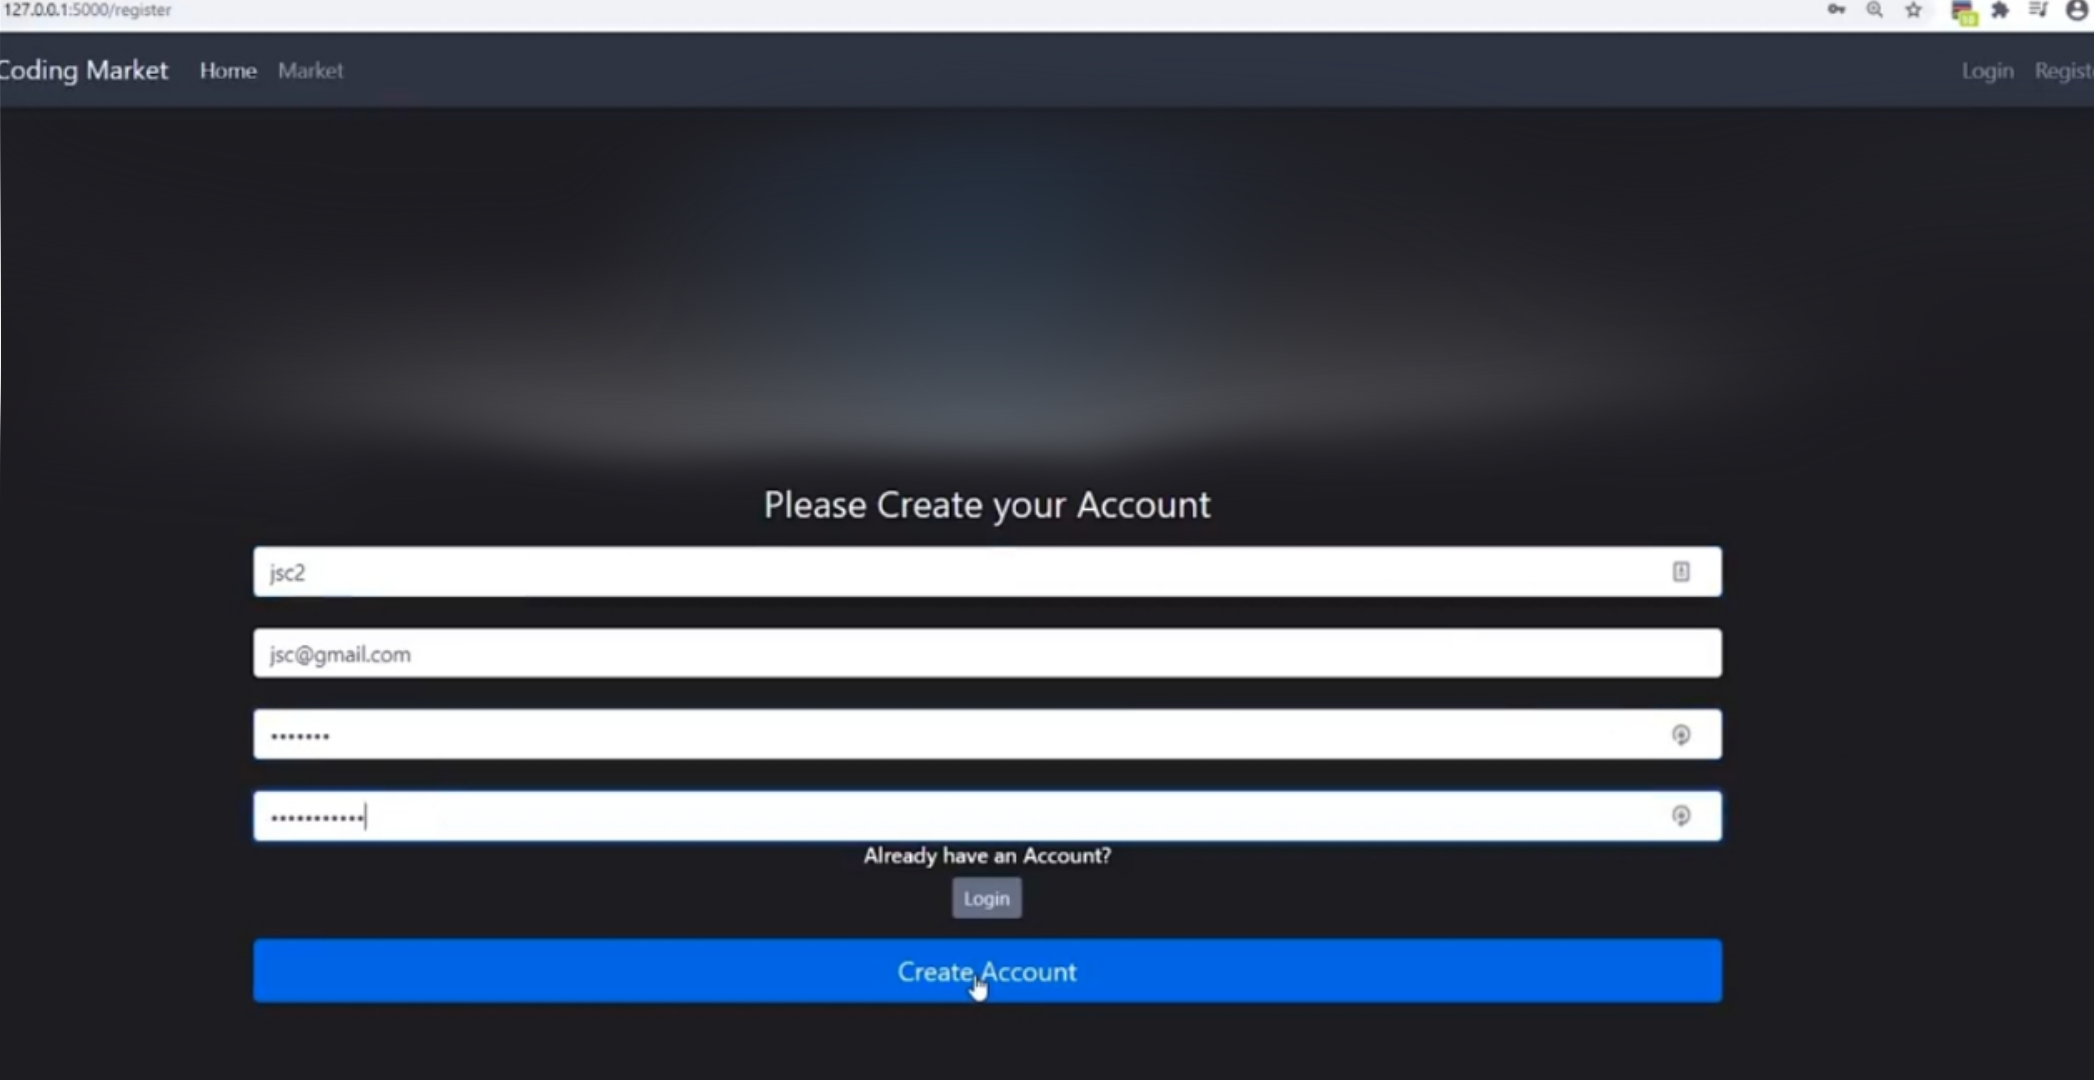 127.0.0.1:5000/register
Coding Market Home Market Login Regist
Please Create your Account
jsc2
jsc@gmail.com
•••••••
•••••••••••
Already have an Account?
Login
Create Account